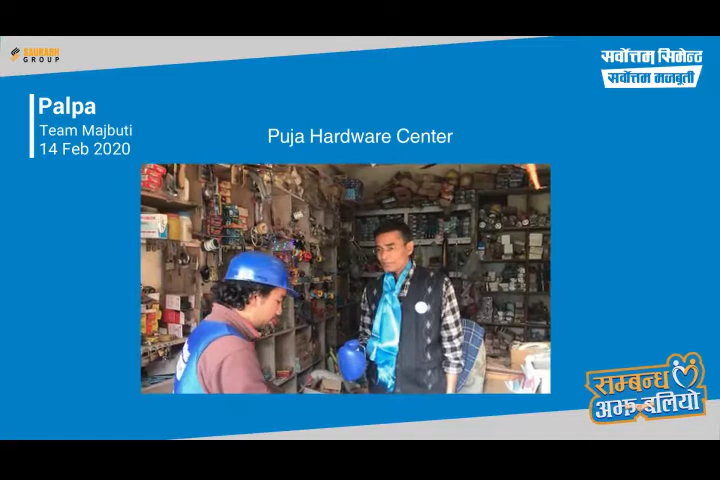 SAURABH
GROUP
सर्वोत्तम सिमेन्ट
सर्वोत्तम मजबूती
Palpa
Team Majbuti
14 Feb 2020
Puja Hardware Center
सम्बन्ध
अझ बलियो